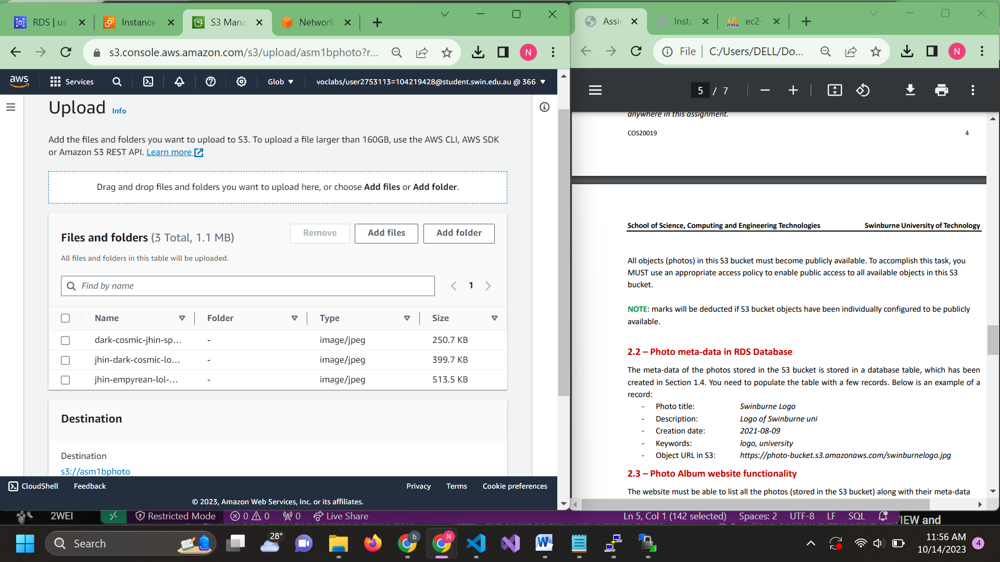 RDS | us-
Instance
S3 Mana
Network
s3.console.aws.amazon.com/s3/upload/asm1bphoto?r...
N
aws
Services
Glob
voclabs/user2753113=104219428@student.swin.edu.au @ 366
Upload Info
Add the files and folders you want to upload to S3. To upload a file larger than 160GB, use the AWS CLI, AWS SDK
or Amazon S3 REST API. Learn more
Drag and drop files and folders you want to upload here, or choose Add files or Add folder.
Files and folders (3 Total, 1.1 MB)
Remove
Add files
Add folder
All files and folders in this table will be uploaded.
Find by name
1
Name
Folder
Type
Size
dark-cosmic-jhin-sp... - image/jpeg 250.7 KB
jhin-dark-cosmic-lo... - image/jpeg 399.7 KB
jhin-empyrean-lol-... - image/jpeg 513.5 KB
Destination
Destination
s3://asm1bphoto
CloudShell
Feedback
Privacy
Terms
Cookie preferences
© 2023, Amazon Web Services, Inc. or its affiliates.
Assig
Insta
PMA
ec2-
File
C:/Users/DELL/Do...
N
5 / 7
anywhere in this assignment.
COS20019 4
School of Science, Computing and Engineering Technologies Swinburne University of Technology
All objects (photos) in this S3 bucket must become publicly available. To accomplish this task, you
MUST use an appropriate access policy to enable public access to all available objects in this S3
bucket.
NOTE: marks will be deducted if S3 bucket objects have been individually configured to be publicly
available.
2.2 – Photo meta-data in RDS Database
The meta-data of the photos stored in the S3 bucket is stored in a database table, which has been
created in Section 1.4. You need to populate the table with a few records. Below is an example of a
record:
- Photo title: Swinburne Logo
- Description: Logo of Swinburne uni
- Creation date: 2021-08-09
- Keywords: logo, university
- Object URL in S3: https://photo-bucket.s3.amazonaws.com/swinburnelogo.jpg
2.3 – Photo Album website functionality
The website must be able to list all the photos (stored in the S3 bucket) along with their meta-data
2WEI
Restricted Mode
0
0
0
Live Share
Ln 5, Col 1 (142 selected)
Spaces: 2
UTF-8
LF
SQL
IEW and
Search
28°
b
N
11:56 AM
10/14/2023
4